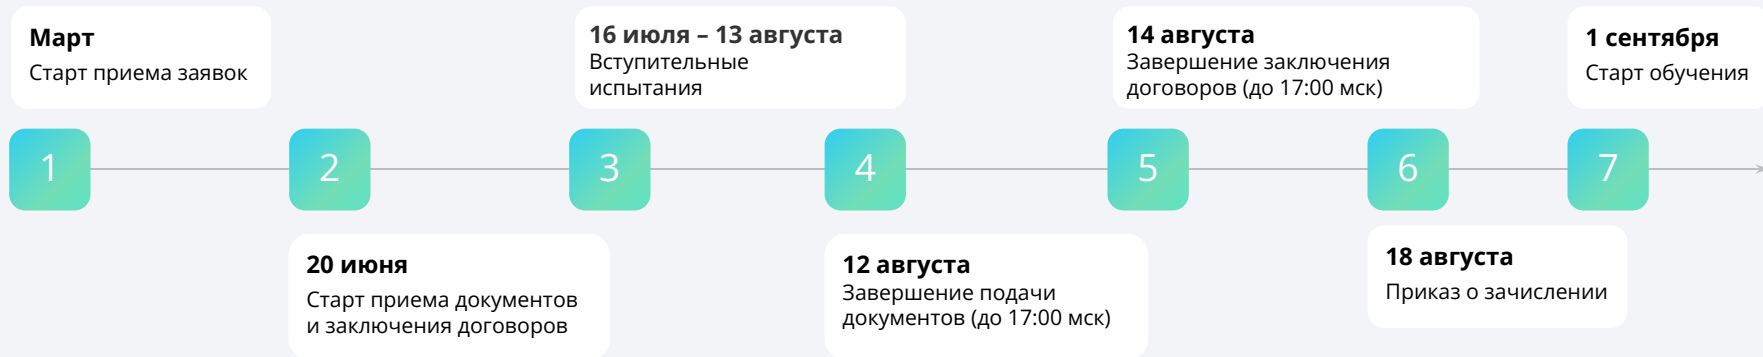 Март
Старт приема заявок
16 июля – 13 августа
Вступительные
испытания
14 августа
Завершение заключения
договоров (до 17:00 мск)
1 сентября
Старт обучения
1
2
3
4
5
6
7
20 июня
Старт приема документов
и заключения договоров
12 августа
Завершение подачи
документов (до 17:00 мск)
18 августа
Приказ о зачислении